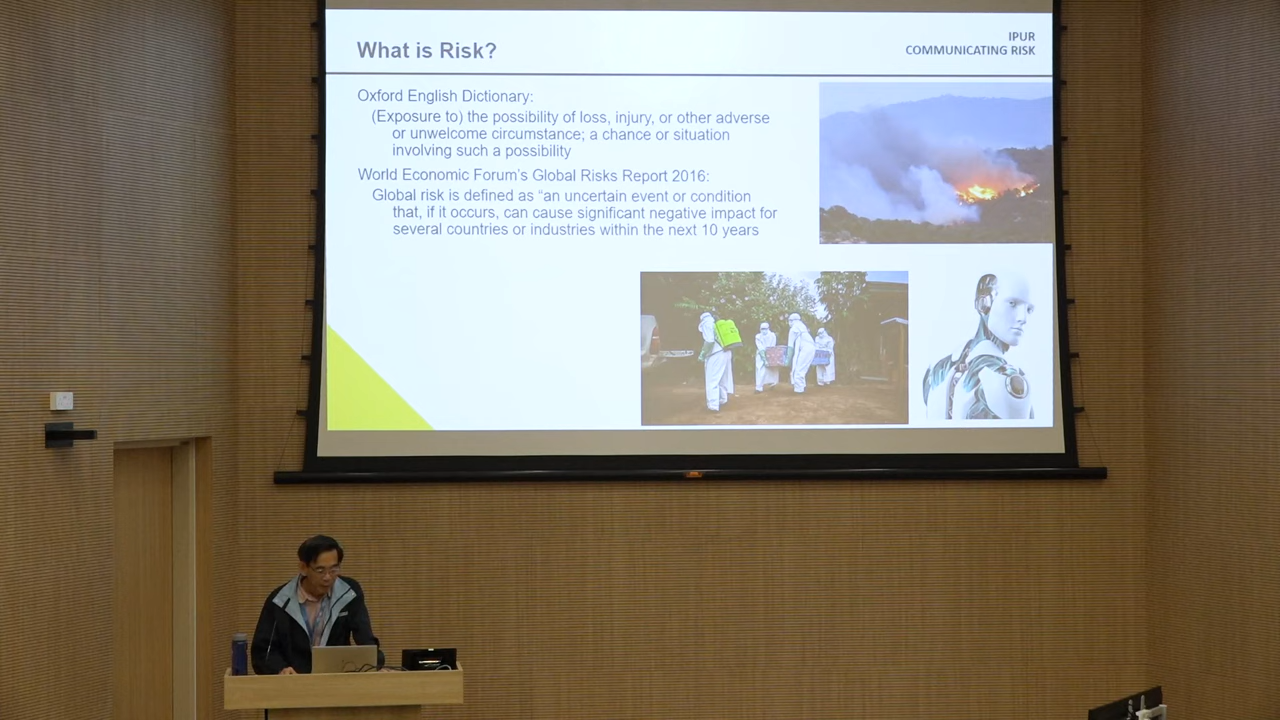 What is Risk?
IPUR
COMMUNICATING RISK
Oxford English Dictionary:
(Exposure to) the possibility of loss, injury, or other adverse
or unwelcome circumstance; a chance or situation
involving such a possibility
World Economic Forum's Global Risks Report 2016:
Global risk is defined as “an uncertain event or condition
that, if it occurs, can cause significant negative impact for
several countries or industries within the next 10 years